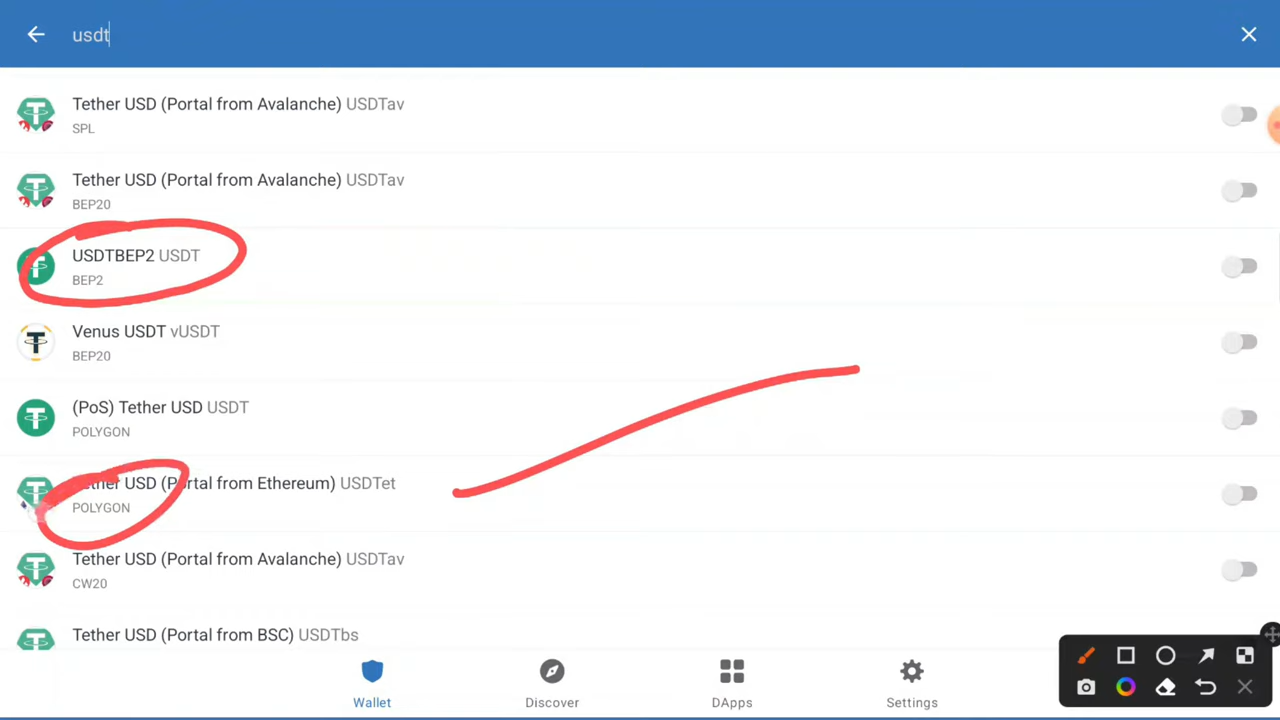 usdt
Tether USD (Portal from Avalanche) USDTav
SPL
Tether USD (Portal from Avalanche) USDTav
BEP20
USDTBEP2 USDT
BEP2
Venus USDT vUSDT
BEP20
(PoS) Tether USD USDT
POLYGON
Tether USD (Portal from Ethereum) USDTet
POLYGON
Tether USD (Portal from Avalanche) USDTav
CW20
Tether USD (Portal from BSC) USDTbs
Wallet
Discover
DApps
Settings